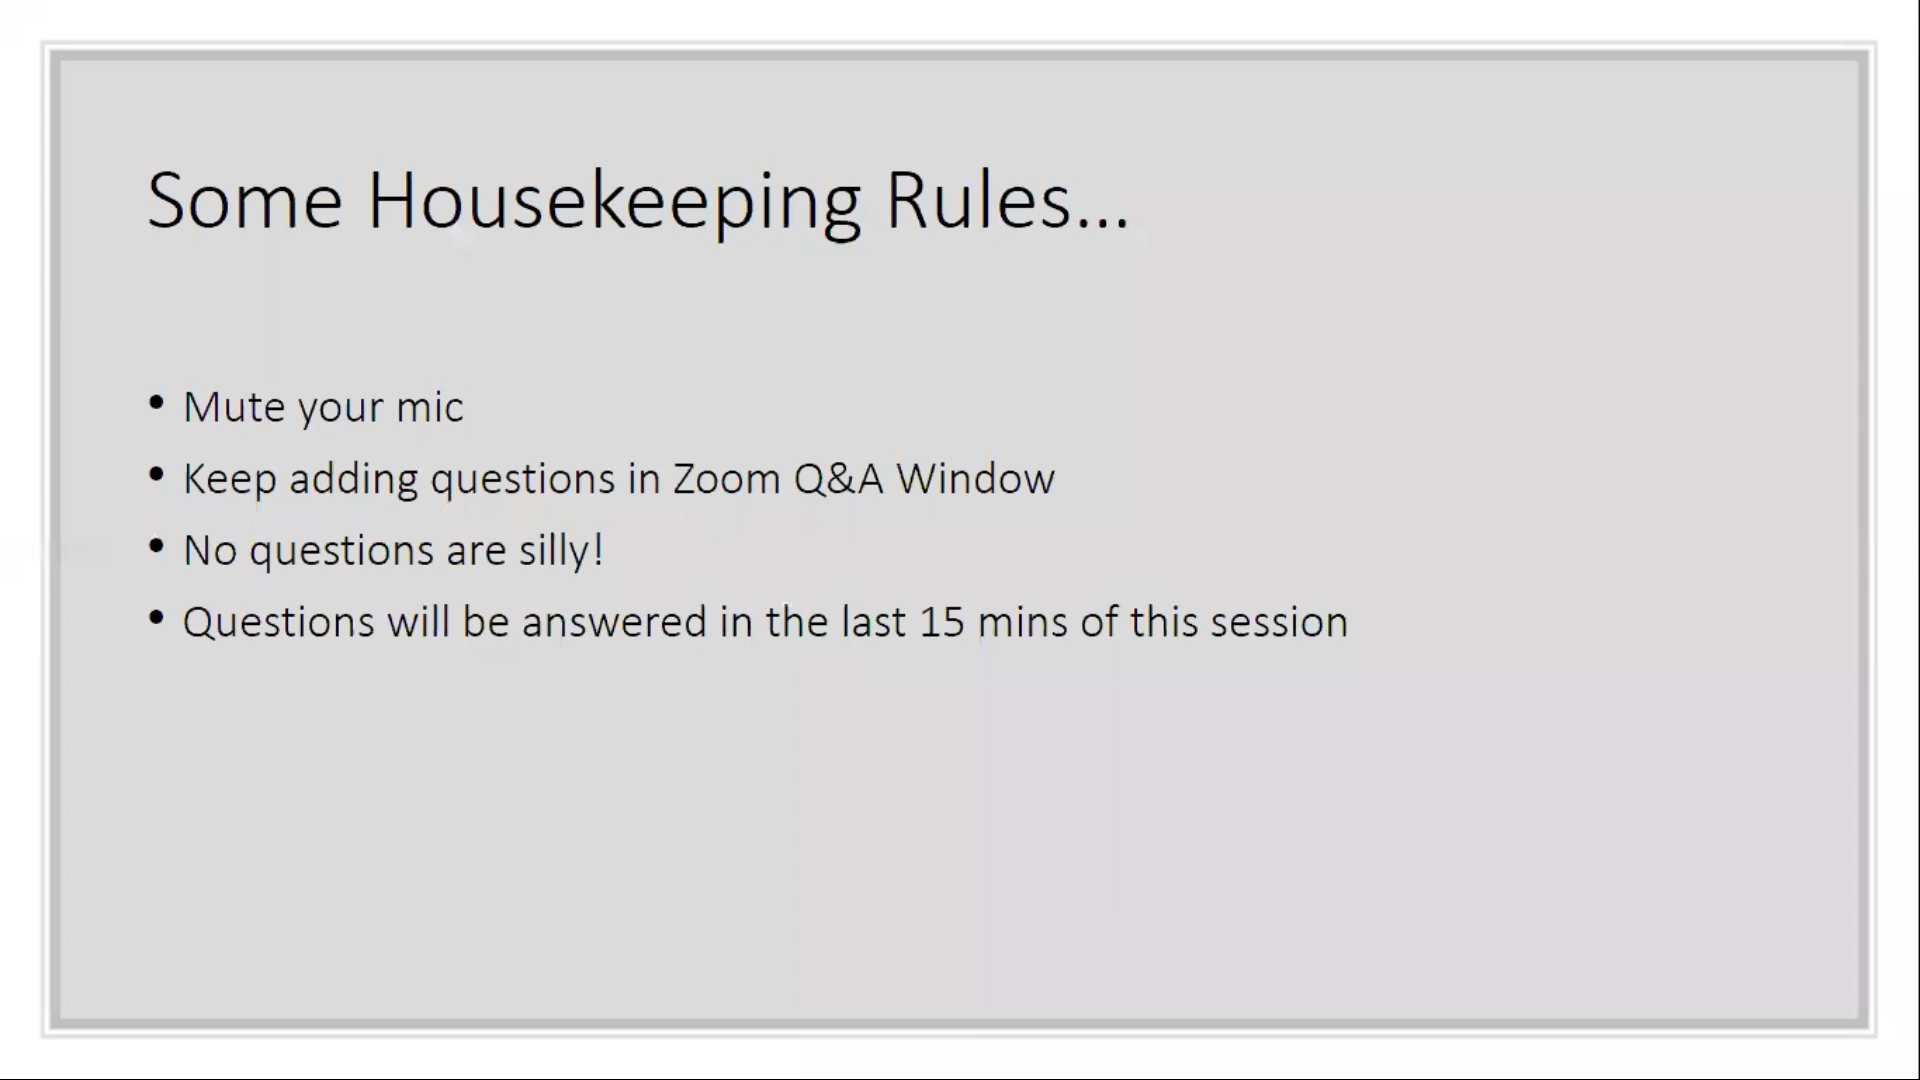 Some Housekeeping Rules...
• Mute your mic
• Keep adding questions in Zoom Q&A Window
• No questions are silly!
• Questions will be answered in the last 15 mins of this session